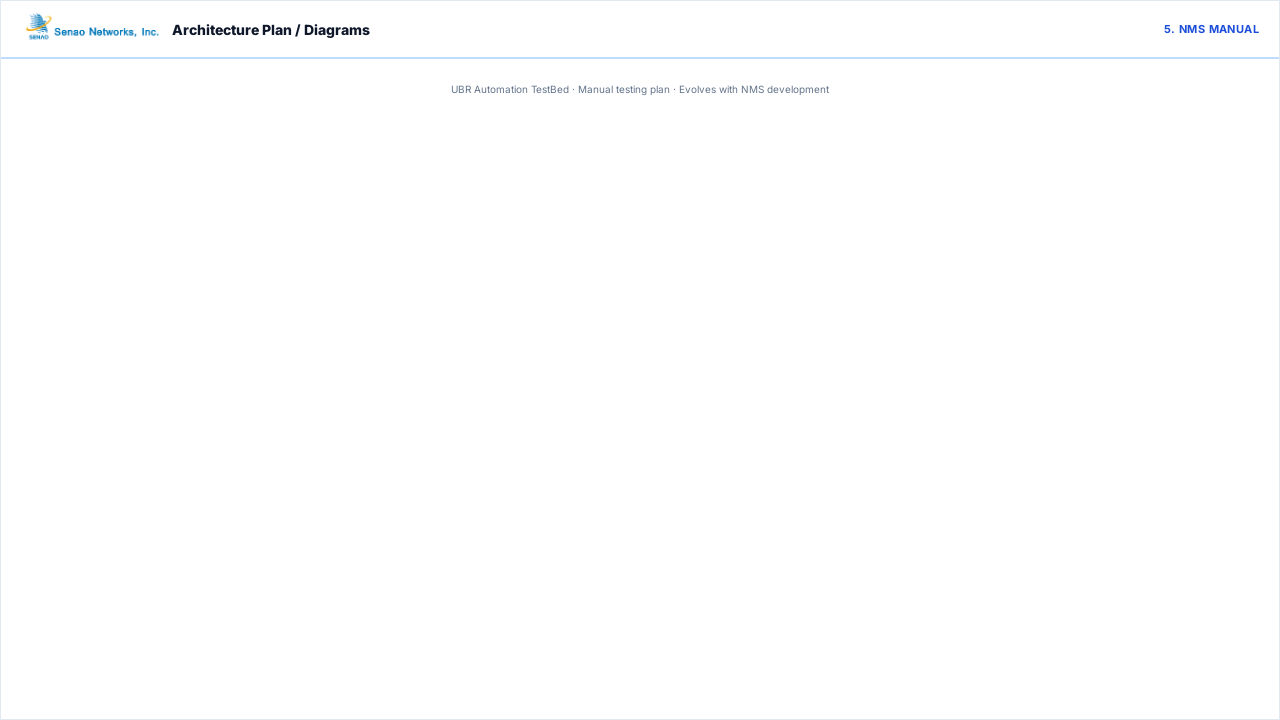 SENAO
Senao Networks, Inc.
Architecture Plan / Diagrams
5. NMS MANUAL
UBR Automation TestBed · Manual testing plan · Evolves with NMS development